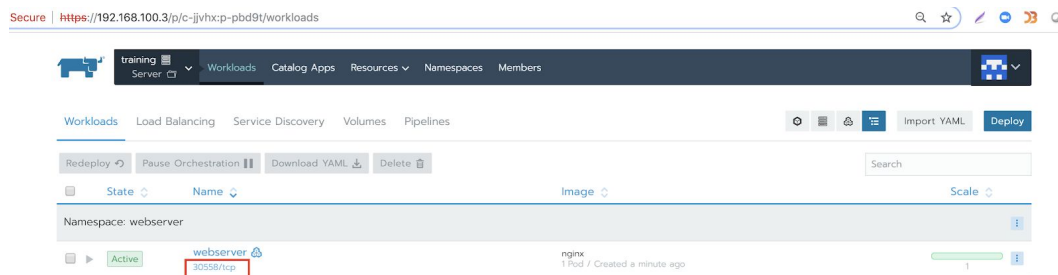 Secure https://192.168.100.3/p/c-jjvhx:p-pbd9t/workloads
training
Server
Workloads Catalog Apps Resources Namespaces Members
Workloads Load Balancing Service Discovery Volumes Pipelines Import YAML Deploy
Redeploy Pause Orchestration Download YAML Delete Search
State Name Image Scale
Namespace: webserver
Active webserver nginx
30558/tcp 1 Pod / Created a minute ago 1